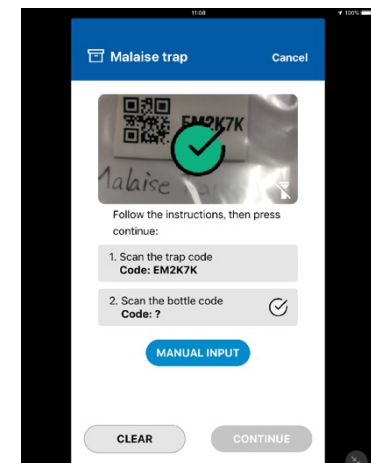 11:08
100%
Malaise trap
Cancel
EM2K7K
Malaise
Follow the instructions, then press
continue:
1. Scan the trap code
Code: EM2K7K
2. Scan the bottle code
Code: ?
MANUAL INPUT
CLEAR
CONTINUE